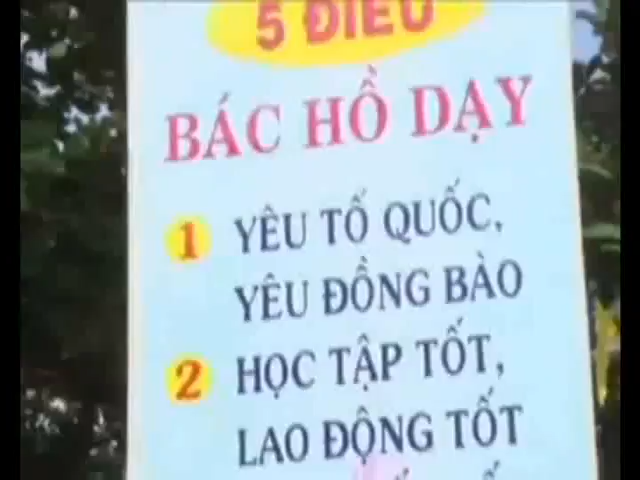 5 ĐIỀU
BÁC HỒ DẠY
1 YÊU TỔ QUỐC,
YÊU ĐỒNG BÀO
2 HỌC TẬP TỐT,
LAO ĐỘNG TỐT